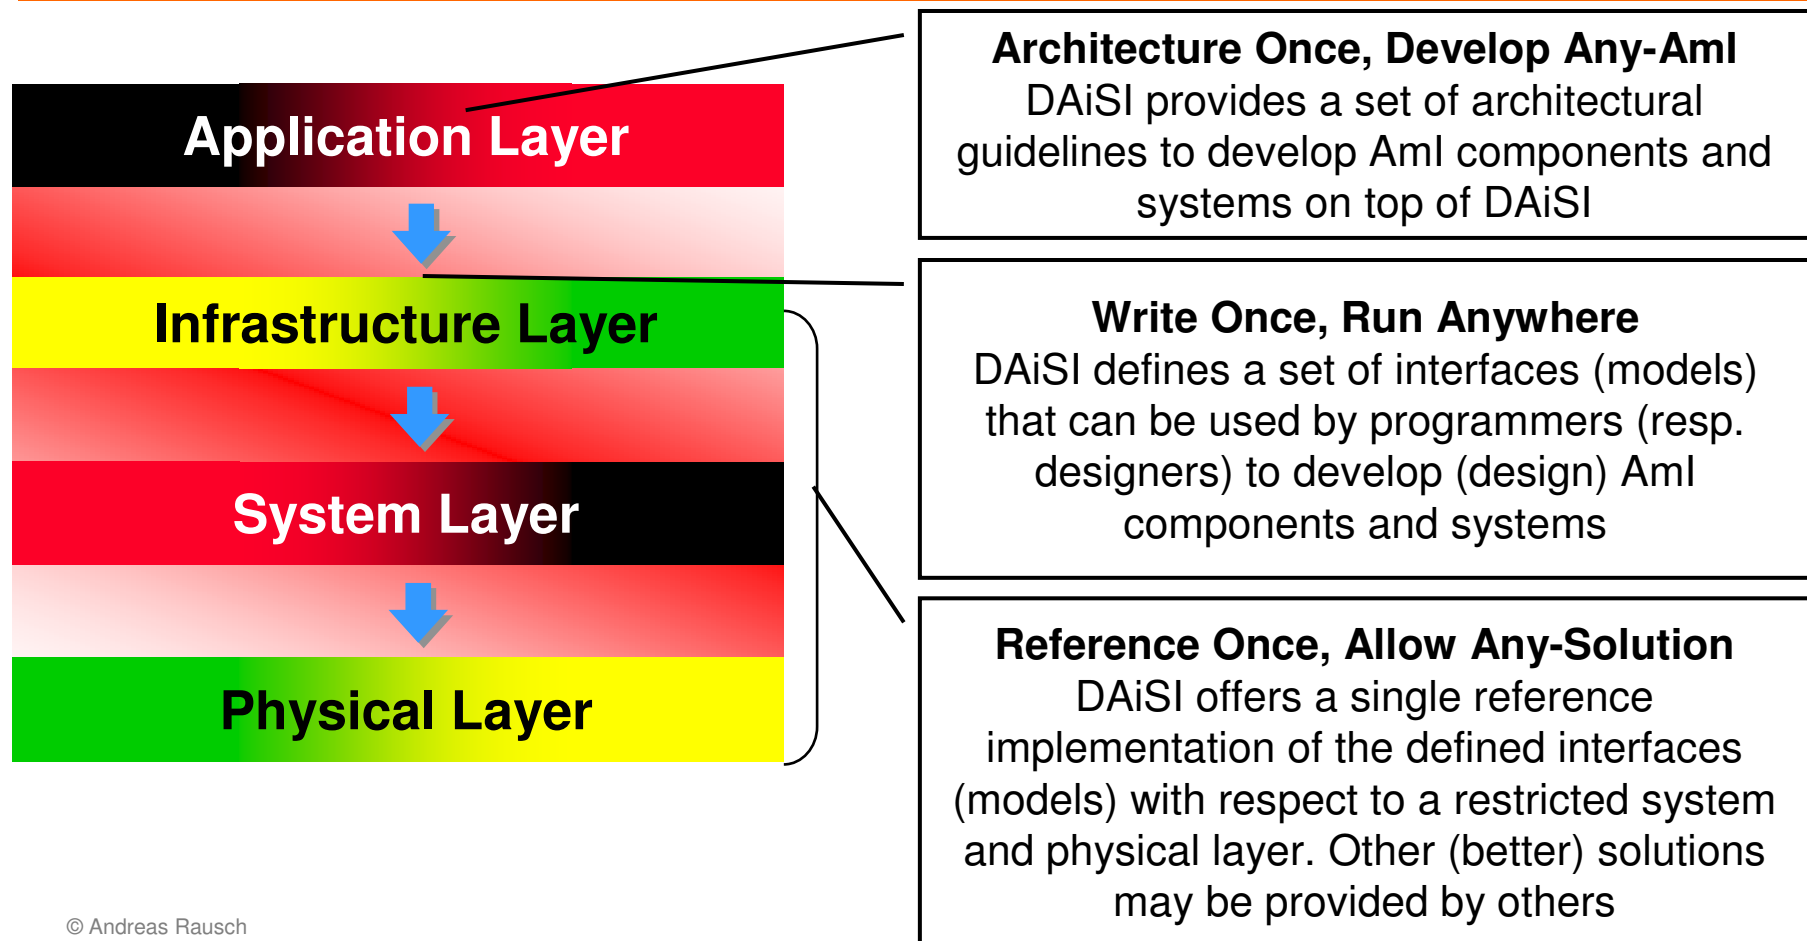 Application Layer
Infrastructure Layer
System Layer
Physical Layer
Architecture Once, Develop Any-AmI
DAiSI provides a set of architectural
guidelines to develop AmI components and
systems on top of DAiSI
Write Once, Run Anywhere
DAiSI defines a set of interfaces (models)
that can be used by programmers (resp.
designers) to develop (design) AmI
components and systems
Reference Once, Allow Any-Solution
DAiSI offers a single reference
implementation of the defined interfaces
(models) with respect to a restricted system
and physical layer. Other (better) solutions
may be provided by others
© Andreas Rausch